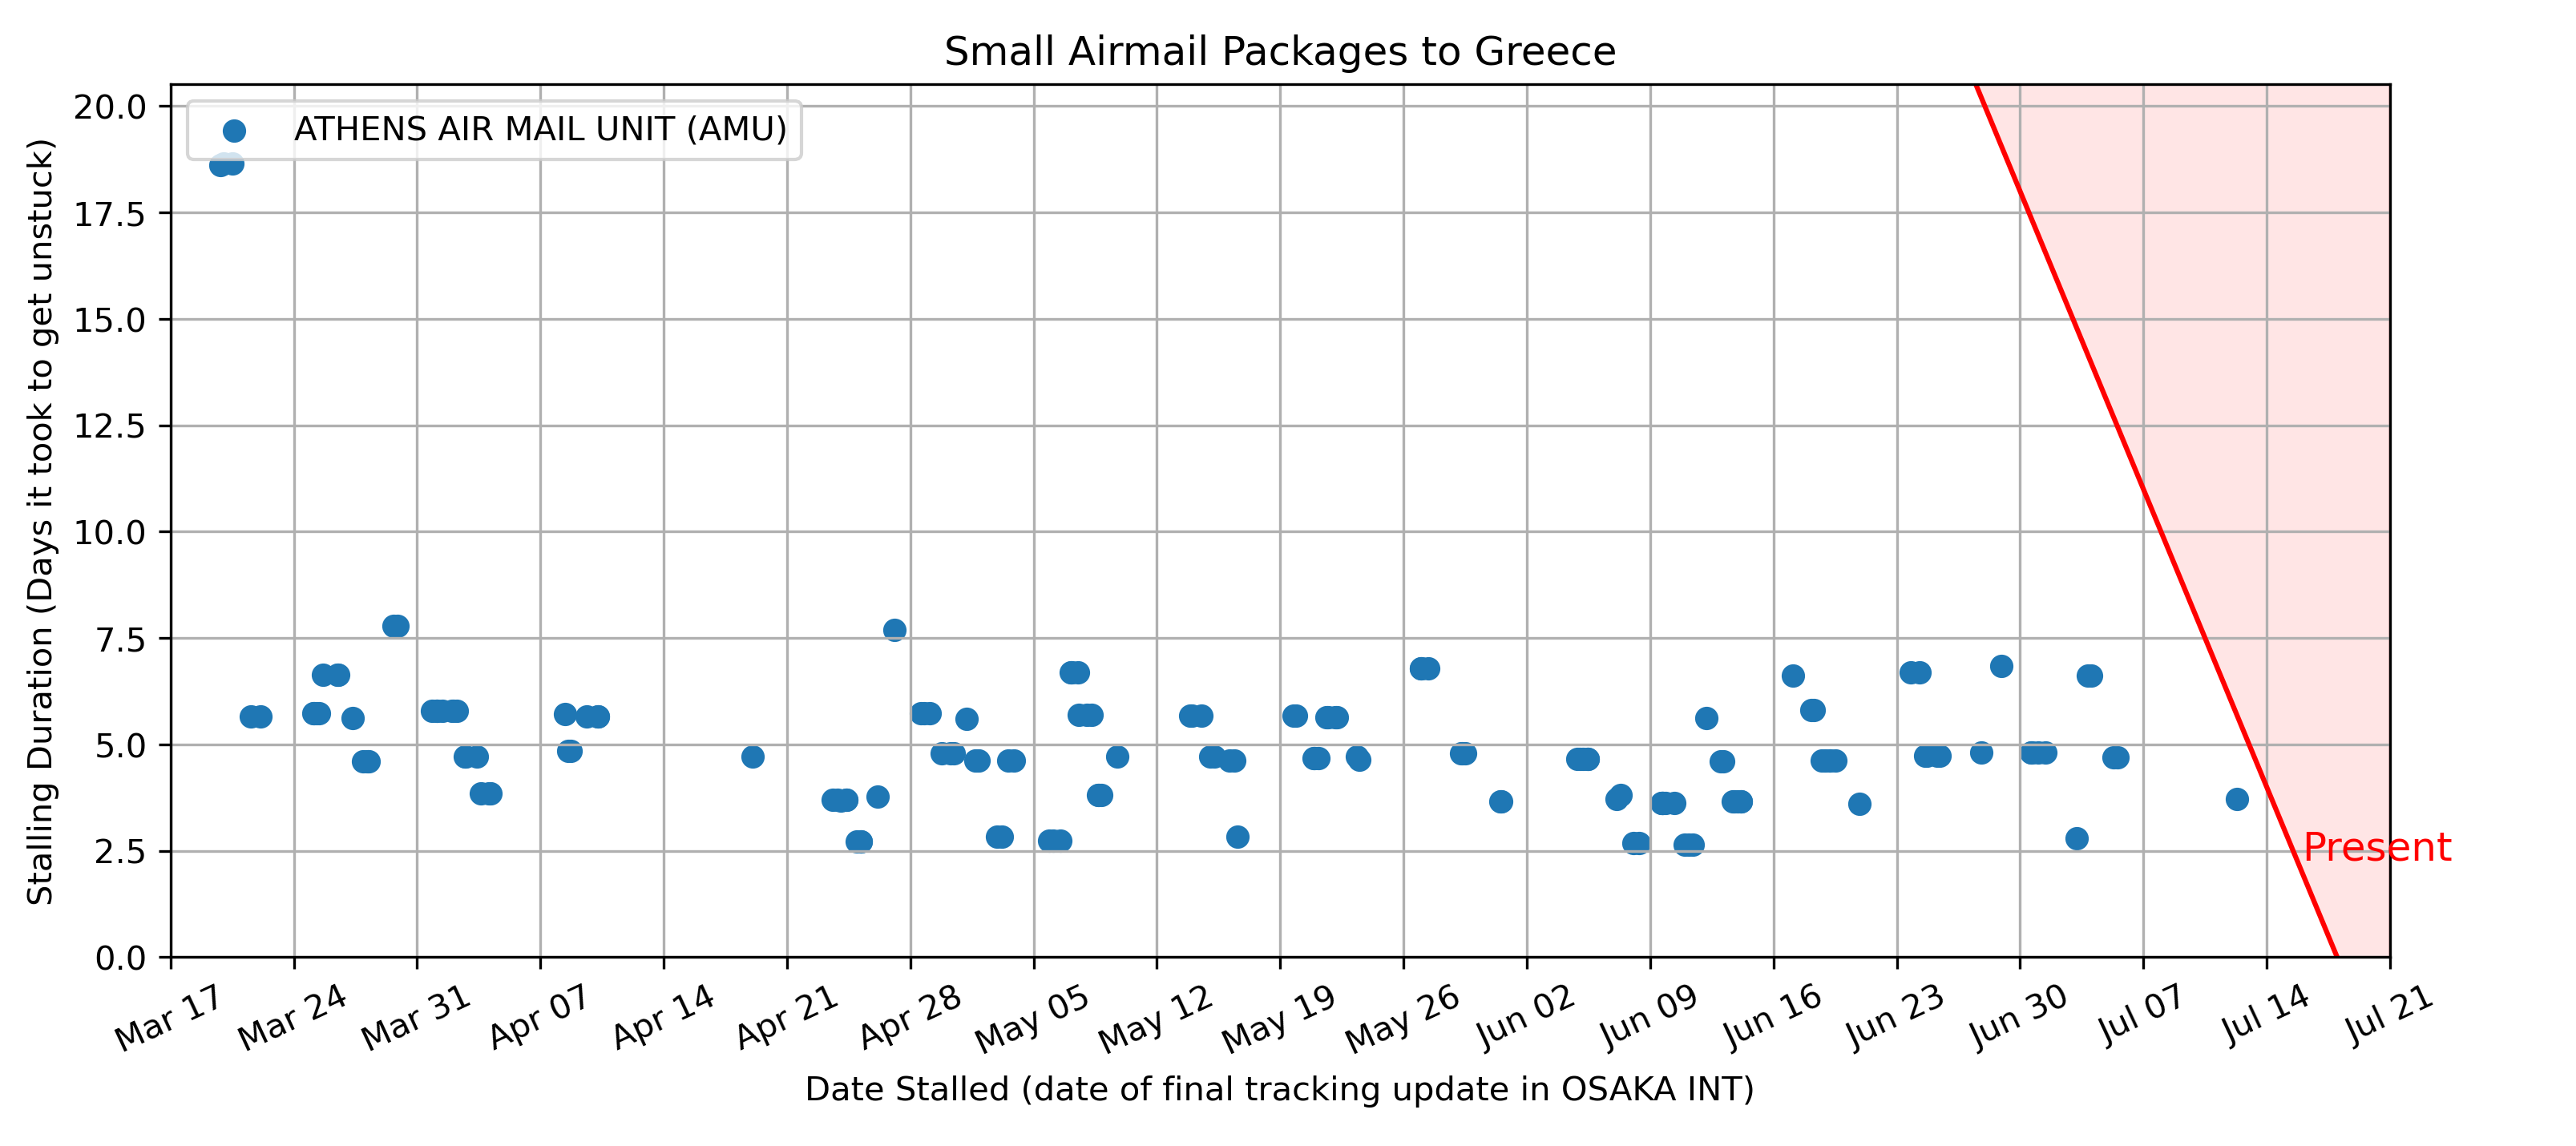 Small Airmail Packages to Greece
ATHENS AIR MAIL UNIT (AMU)
Stalling Duration (Days it took to get unstuck)
20.0
17.5
15.0
12.5
10.0
7.5
5.0
2.5
0.0
Present
Mar 17
Mar 24
Mar 31
Apr 07
Apr 14
Apr 21
Apr 28
May 05
May 12
May 19
May 26
Jun 02
Jun 09
Jun 16
Jun 23
Jun 30
Jul 07
Jul 14
Jul 21
Date Stalled (date of final tracking update in OSAKA INT)